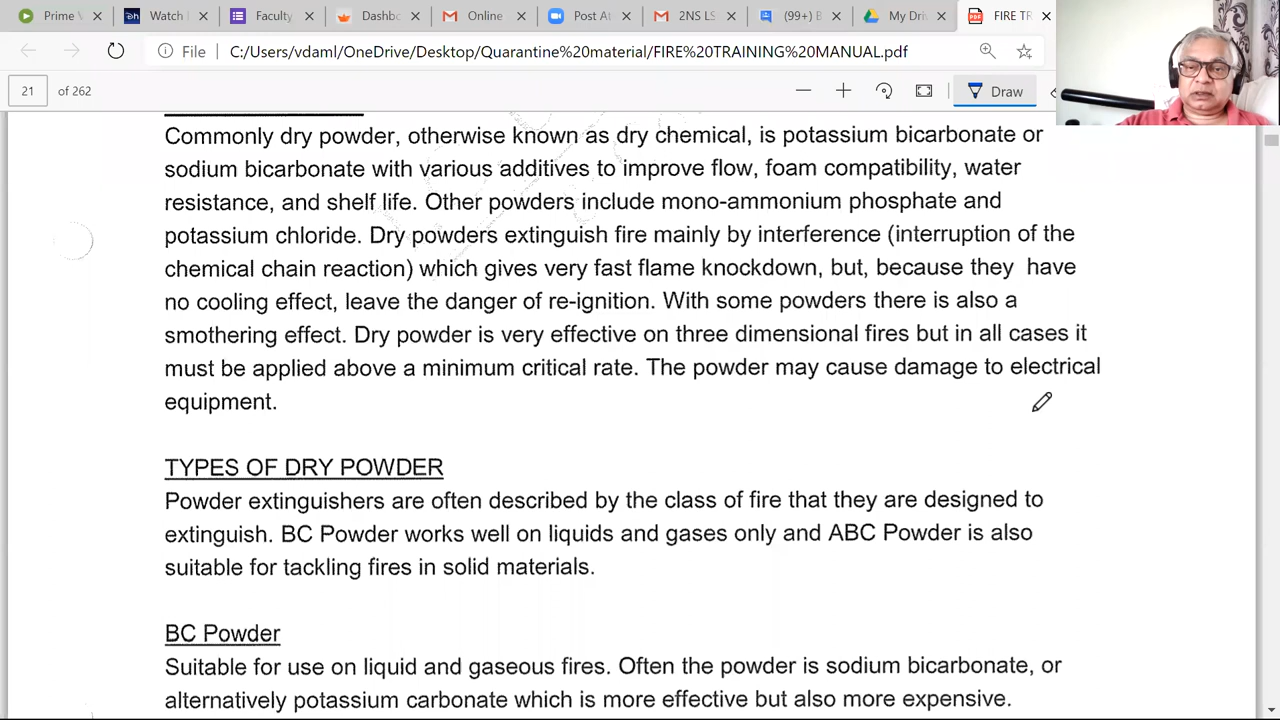 Prime V
Watch
Faculty
Dashb
Online
Post At
2NS
(99+)
My Dri
FIRE TR
File
C:/Users/vdaml/OneDrive/Desktop/Quarantine%20material/FIRE%20TRAINING%20MANUAL.pdf
21 of 262
Draw
Commonly dry powder, otherwise known as dry chemical, is potassium bicarbonate or
sodium bicarbonate with various additives to improve flow, foam compatibility, water
resistance, and shelf life. Other powders include mono-ammonium phosphate and
potassium chloride. Dry powders extinguish fire mainly by interference (interruption of the
chemical chain reaction) which gives very fast flame knockdown, but, because they have
no cooling effect, leave the danger of re-ignition. With some powders there is also a
smothering effect. Dry powder is very effective on three dimensional fires but in all cases it
must be applied above a minimum critical rate. The powder may cause damage to electrical
equipment.
TYPES OF DRY POWDER
Powder extinguishers are often described by the class of fire that they are designed to
extinguish. BC Powder works well on liquids and gases only and ABC Powder is also
suitable for tackling fires in solid materials.
BC Powder
Suitable for use on liquid and gaseous fires. Often the powder is sodium bicarbonate, or
alternatively potassium carbonate which is more effective but also more expensive.